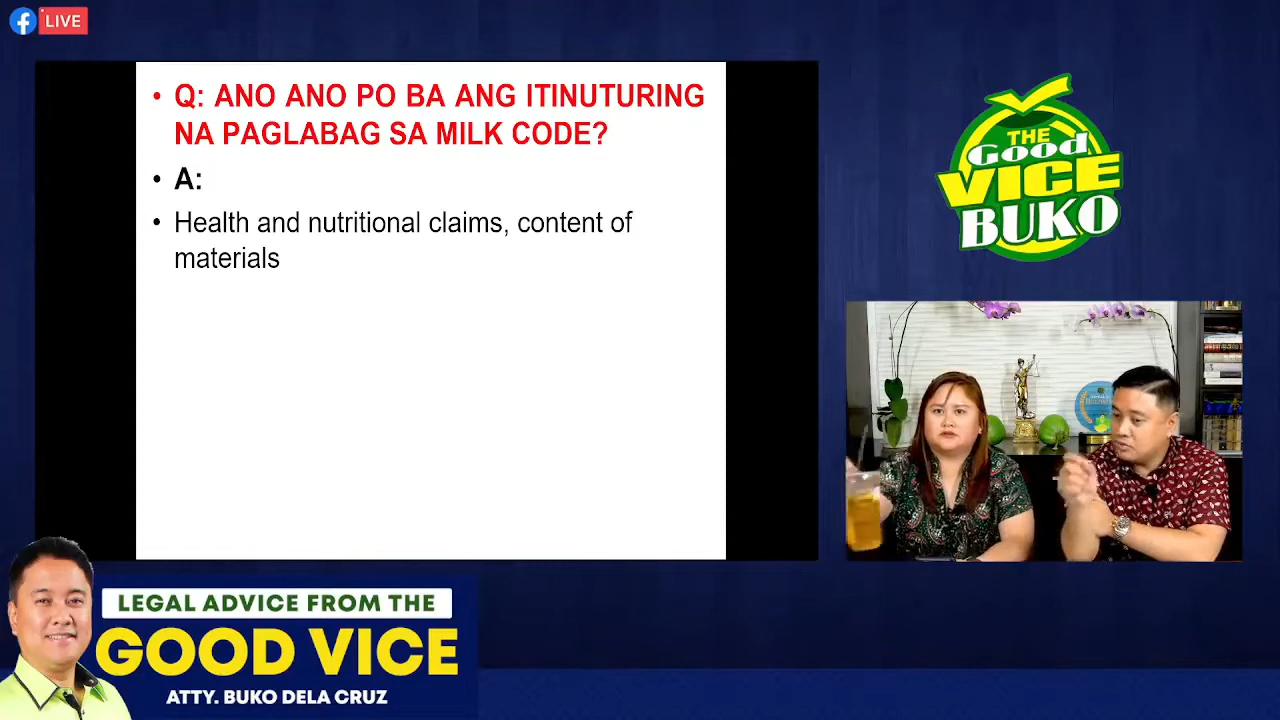 LIVE
• Q: ANO ANO PO BA ANG ITINUTURING
NA PAGLABAG SA MILK CODE?
• A:
• Health and nutritional claims, content of
materials
THE
Good
VICE
BUKO
LEGAL ADVICE FROM THE
GOOD VICE
ATTY. BUKO DELA CRUZ